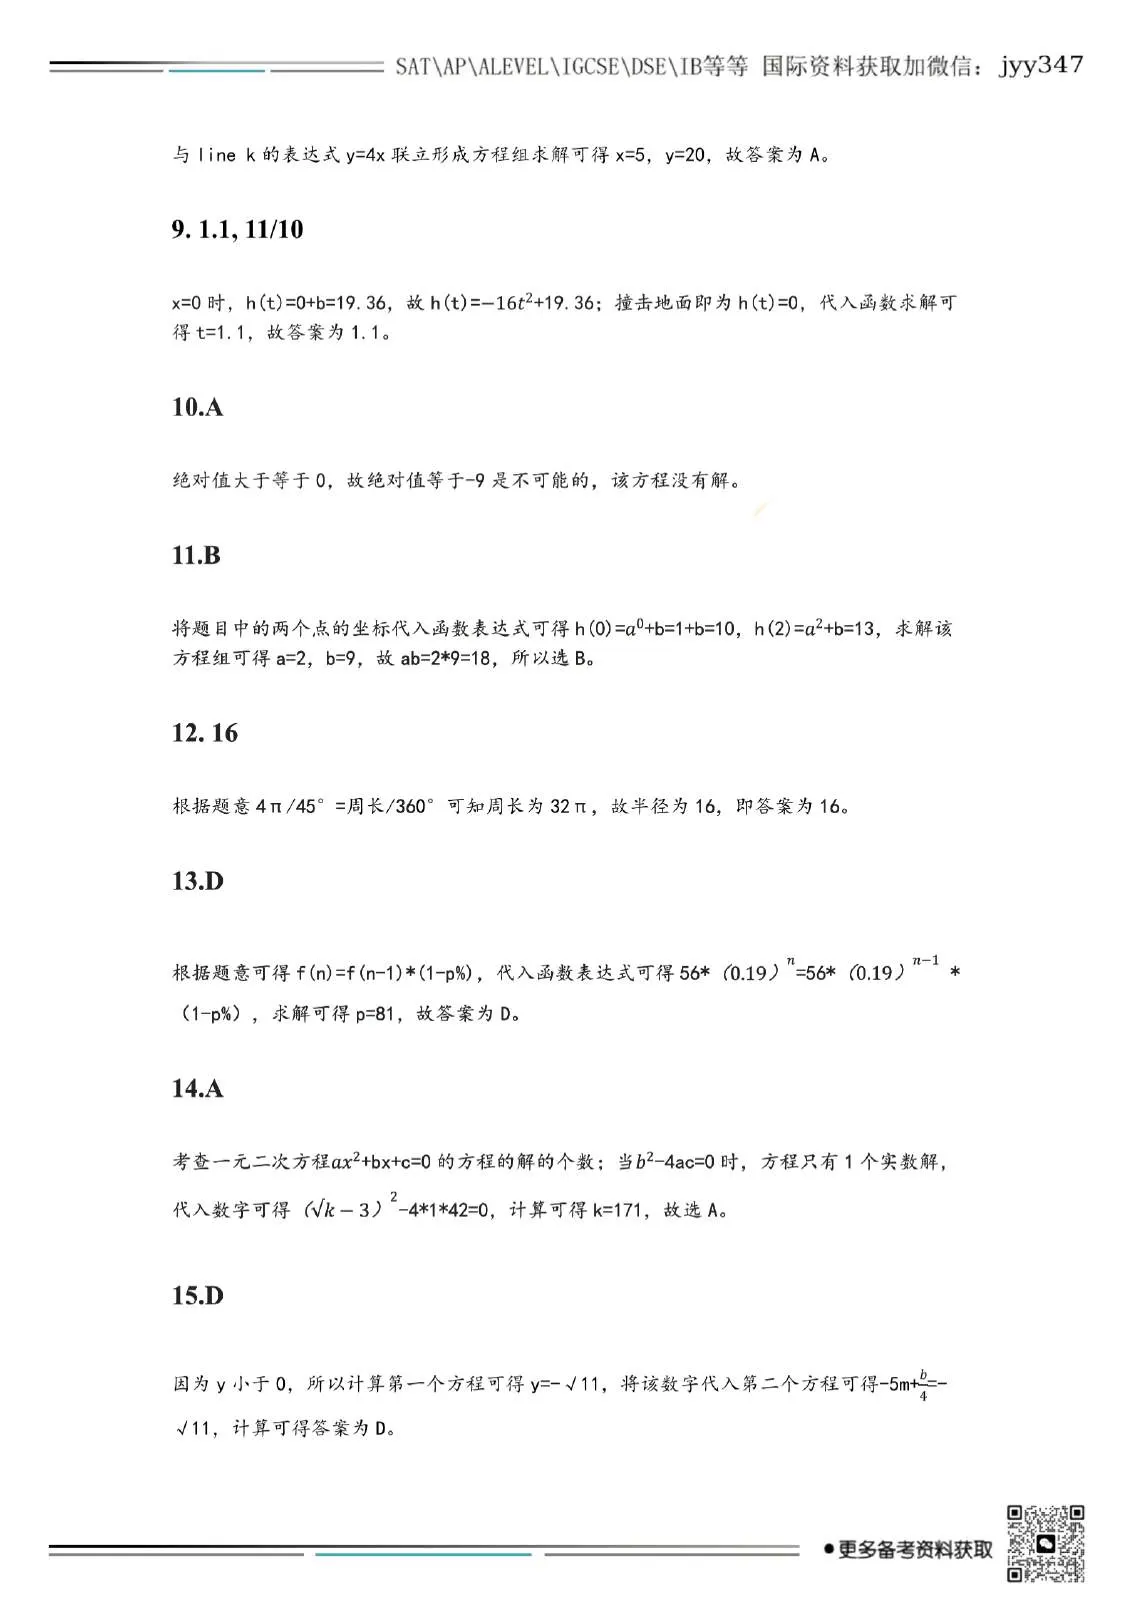 SAT\AP\ALEVEL\IGCSE\DSE\IB等等 国际资料获取加微信：jyy347
与 line k 的表达式 y=4x 联立形成方程组求解可得 x=5，y=20，故答案为 A。
9. 1.1, 11/10
x=0 时，h(t)=0+b=19.36，故 h(t)=−16t²+19.36；撞击地面即为 h(t)=0，代入函数求解可
得 t=1.1，故答案为 1.1。
10.A
绝对值大于等于 0，故绝对值等于-9 是不可能的，该方程没有解。
11.B
将题目中的两个点的坐标代入函数表达式可得 h(0)=a⁰+b=1+b=10，h(2)=a²+b=13，求解该
方程组可得 a=2，b=9，故 ab=2*9=18，所以选 B。
12. 16
根据题意 4π/45°=周长/360°可知周长为 32π，故半径为 16，即答案为 16。
13.D
根据题意可得 f(n)=f(n-1)*(1-p%)，代入函数表达式可得 56*（0.19）ⁿ=56*（0.19）ⁿ⁻¹ *
（1-p%），求解可得 p=81，故答案为 D。
14.A
考查一元二次方程ax²+bx+c=0 的方程的解的个数；当b²-4ac=0 时，方程只有 1 个实数解，
代入数字可得（√k − 3）²-4*1*42=0，计算可得 k=171，故选 A。
15.D
因为 y 小于 0，所以计算第一个方程可得 y=-√11，将该数字代入第二个方程可得-5m+b/4=-
√11，计算可得答案为 D。
•更多备考资料获取